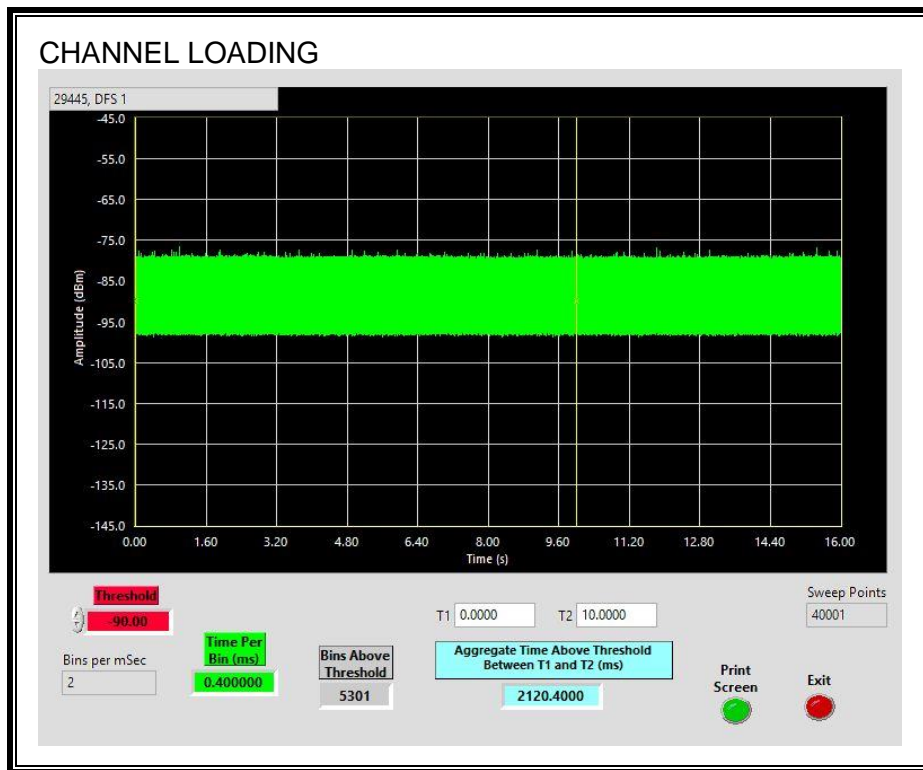 CHANNEL LOADING
29445, DFS 1
-45.0
-55.0
-65.0
-75.0
-85.0
-95.0
-105.0
-115.0
-125.0
-135.0
-145.0
Amplitude (dBm)
0.00 1.60 3.20 4.80 6.40 8.00 9.60 11.20 12.80 14.40 16.00
Time (s)
Threshold
-90.00
Bins per mSec
2
Time Per
Bin (ms)
0.400000
Bins Above
Threshold
5301
T1 0.0000 T2 10.0000
Aggregate Time Above Threshold
Between T1 and T2 (ms)
2120.4000
Sweep Points
40001
Print
Screen
Exit